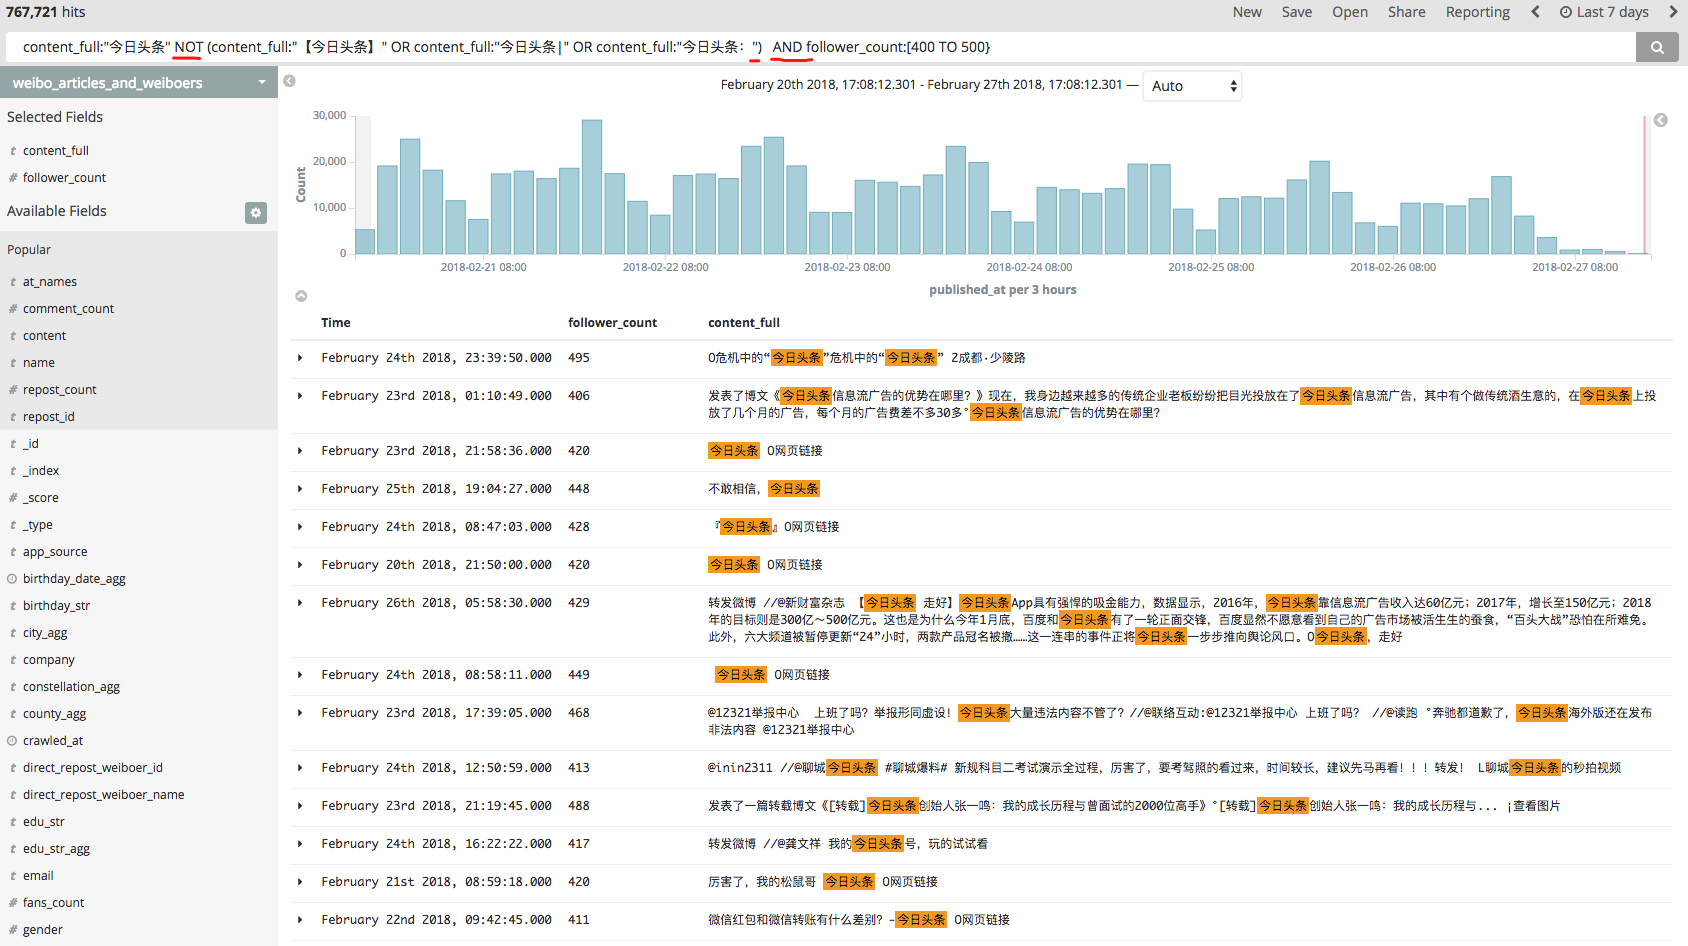 767,721 hits
New Save Open Share Reporting Last 7 days
content_full:"今日头条" NOT (content_full:"【今日头条】" OR content_full:"今日头条|" OR content_full:"今日头条：") AND follower_count:[400 TO 500}
weibo_articles_and_weiboers
Selected Fields
t content_full
# follower_count
Available Fields
Popular
t at_names
# comment_count
t content
t name
# repost_count
t repost_id
t _id
t _index
# _score
t _type
t app_source
birthday_date_agg
t birthday_str
t city_agg
t company
t constellation_agg
t county_agg
crawled_at
t direct_repost_weiboer_id
t direct_repost_weiboer_name
t edu_str
t edu_str_agg
t email
# fans_count
t gender
February 20th 2018, 17:08:12.301 - February 27th 2018, 17:08:12.301 — Auto
Count
30,000
20,000
10,000
0
2018-02-21 08:00 2018-02-22 08:00 2018-02-23 08:00 2018-02-24 08:00 2018-02-25 08:00 2018-02-26 08:00 2018-02-27 08:00
published_at per 3 hours
Time follower_count content_full
February 24th 2018, 23:39:50.000 495 O危机中的“今日头条”危机中的“今日头条” 2成都·少陵路
February 23rd 2018, 01:10:49.000 406 发表了博文《今日头条信息流广告的优势在哪里？》现在，我身边越来越多的传统企业老板纷纷把目光投放在了今日头条信息流广告，其中有个做传统酒生意的，在今日头条上投
放了几个月的广告，每个月的广告费差不多30多°今日头条信息流广告的优势在哪里?
February 23rd 2018, 21:58:36.000 420 今日头条 O网页链接
February 25th 2018, 19:04:27.000 448 不敢相信，今日头条
February 24th 2018, 08:47:03.000 428 『今日头条』O网页链接
February 20th 2018, 21:50:00.000 420 今日头条 O网页链接
February 26th 2018, 05:58:30.000 429 转发微博 //@新财富杂志 【今日头条 走好】今日头条App具有强悍的吸金能力，数据显示，2016年，今日头条靠信息流广告收入达60亿元；2017年，增长至150亿元；2018
年的目标则是300亿～500亿元。这也是为什么今年1月底，百度和今日头条有了一轮正面交锋，百度显然不愿意看到自己的广告市场被活生生的蚕食，“百头大战”恐怕在所难免。
此外，六大频道被暂停更新“24”小时，两款产品冠名被撤……这一连串的事件正将今日头条一步步推向舆论风口。O今日头条，走好
February 24th 2018, 08:58:11.000 449 今日头条 O网页链接
February 23rd 2018, 17:39:05.000 468 @12321举报中心 上班了吗？举报形同虚设！今日头条大量违法内容不管了？//@联络互动:@12321举报中心 上班了吗？ //@读跑 °奔驰都道歉了，今日头条海外版还在发布
非法内容 @12321举报中心
February 24th 2018, 12:50:59.000 413 @inin2311 //@聊城今日头条 #聊城爆料# 新规科目二考试演示全过程，厉害了，要考驾照的看过来，时间较长，建议先马再看！！！转发！ L聊城今日头条的秒拍视频
February 23rd 2018, 21:19:45.000 488 发表了一篇转载博文《[转载]今日头条创始人张一鸣：我的成长历程与曾面试的2000位高手》°[转载]今日头条创始人张一鸣：我的成长历程与... ¡查看图片
February 24th 2018, 16:22:22.000 417 转发微博 //@龚文祥 我的今日头条号，玩的试试看
February 21st 2018, 08:59:18.000 420 厉害了，我的松鼠哥 今日头条 O网页链接
February 22nd 2018, 09:42:45.000 411 微信红包和微信转账有什么差别？-今日头条 O网页链接